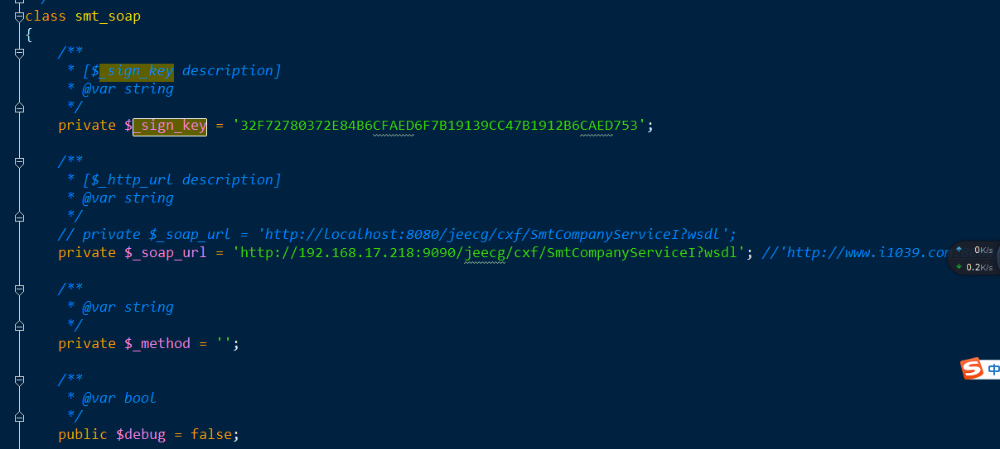 */
class smt_soap
{
/**
* [$_sign_key description]
* @var string
*/
private $_sign_key = '32F72780372E84B6CFAED6F7B19139CC47B1912B6CAED753';
/**
* [$_http_url description]
* @var string
*/
// private $_soap_url = 'http://localhost:8080/jeecg/cxf/SmtCompanyServiceI?wsdl';
private $_soap_url = 'http://192.168.17.218:9090/jeecg/cxf/SmtCompanyServiceI?wsdl'; //'http://www.i1039.co
0K/s
0.2K/s
/**
* @var string
*/
private $_method = '';
S中
/**
* @var bool
*/
public $debug = false;